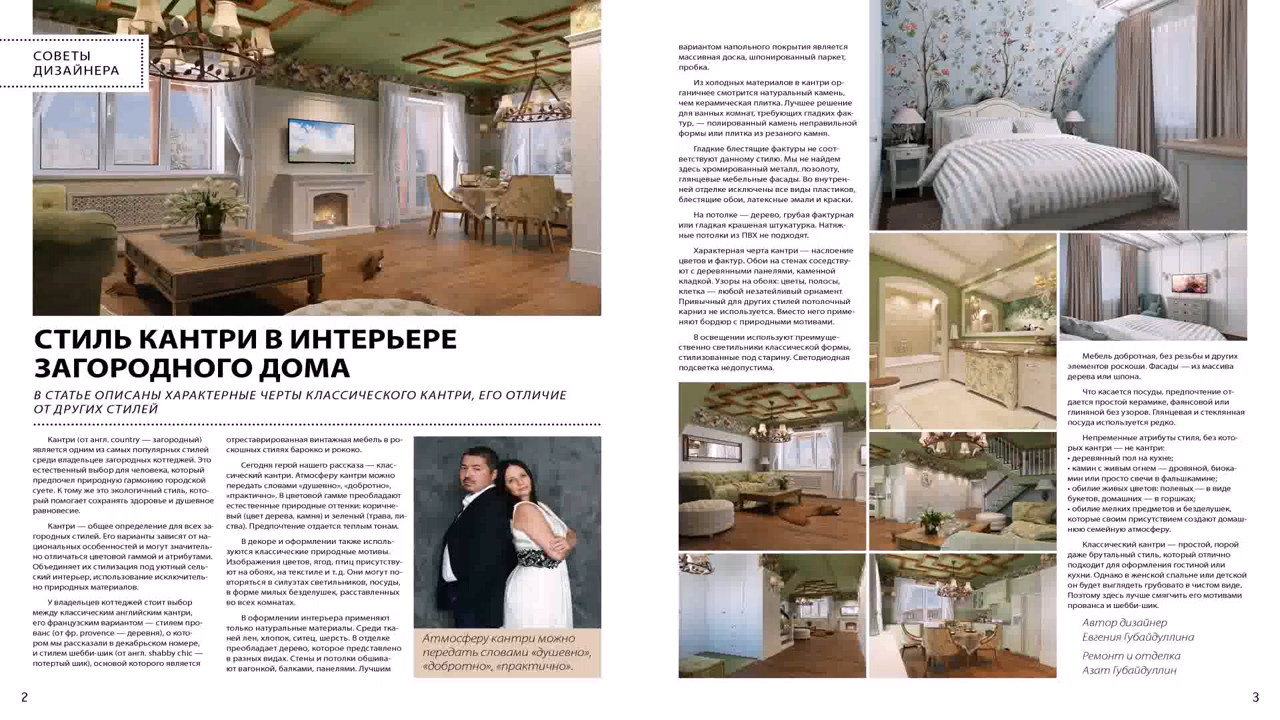 СОВЕТЫ
ДИЗАЙНЕРА
СТИЛЬ КАНТРИ В ИНТЕРЬЕРЕ
ЗАГОРОДНОГО ДОМА
В СТАТЬЕ ОПИСАНЫ ХАРАКТЕРНЫЕ ЧЕРТЫ КЛАССИЧЕСКОГО КАНТРИ, ЕГО ОТЛИЧИЕ
ОТ ДРУГИХ СТИЛЕЙ
Кантри (от англ. country — загородный)
является одним из самых популярных стилей
среди владельцев загородных коттеджей. Это
естественный выбор для человека, который
предпочел природную гармонию городской
суете. К тому же это экологичный стиль, кото-
рый помогает сохранять здоровье и душевное
равновесие.
Кантри — общее определение для всех за-
городных стилей. Его варианты зависят от на-
циональных особенностей и могут значитель-
но отличаться цветовой гаммой и атрибутами.
Объединяет их стилизация под уютный сель-
ский интерьер, использование исключитель-
но природных материалов.
У владельцев коттеджей стоит выбор
между классическим английским кантри,
его французским вариантом — стилем про-
ванс (от фр. provence — деревня), о кото-
ром мы рассказали в декабрьском номере,
и стилем шебби-шик (от англ. shabby chic —
потертый шик), основой которого является
отреставрированная винтажная мебель в ро-
скошных стилях барокко и рококо.
Сегодня герой нашего рассказа — клас-
сический кантри. Атмосферу кантри можно
передать словами «душевно», «добротно»,
«практично». В цветовой гамме преобладают
естественные природные оттенки: коричне-
вый (цвет дерева, камня) и зеленый (трава, ли-
ства). Предпочтение отдается теплым тонам.
В декоре и оформлении также исполь-
зуются классические природные мотивы.
Изображения цветов, ягод, птиц присутству-
ют на обоях, на текстиле и т. д. Они могут по-
вторяться в силуэтах светильников, посуды,
в форме милых безделушек, расставленных
во всех комнатах.
В оформлении интерьера применяют
только натуральные материалы. Среди тка-
ней лен, хлопок, ситец, шерсть. В отделке
преобладает дерево, которое представлено
в разных видах. Стены и потолки обшива-
ют вагонкой, балками, панелями. Лучшим
Атмосферу кантри можно
передать словами «душевно»,
«добротно», «практично».
2
вариантом напольного покрытия является
массивная доска, шпонированный паркет,
пробка.
Из холодных материалов в кантри ор-
ганичнее смотрится натуральный камень,
чем керамическая плитка. Лучшее решение
для ванных комнат, требующих гладких фак-
тур, — полированный камень неправильной
формы или плитка из резаного камня.
Гладкие блестящие фактуры не соот-
ветствуют данному стилю. Мы не найдем
здесь хромированный металл, позолоту,
глянцевые мебельные фасады. Во внутрен-
ней отделке исключены все виды пластиков,
блестящие обои, латексные эмали и краски.
На потолке — дерево, грубая фактурная
или гладкая крашеная штукатурка. Натяж-
ные потолки из ПВХ не подходят.
Характерная черта кантри — наслоение
цветов и фактур. Обои на стенах соседству-
ют с деревянными панелями, каменной
кладкой. Узоры на обоях: цветы, полосы,
клетка — любой незатейливый орнамент.
Привычный для других стилей потолочный
карниз не используется. Вместо него приме-
няют бордюр с природными мотивами.
В освещении используют преимуще-
ственно светильники классической формы,
стилизованные под старину. Светодиодная
подсветка недопустима.
Мебель добротная, без резьбы и других
элементов роскоши. Фасады — из массива
дерева или шпона.
Что касается посуды, предпочтение от-
дается простой керамике, фаянсовой или
глиняной без узоров. Глянцевая и стеклянная
посуда используется редко.
Непременные атрибуты стиля, без кото-
рых кантри — не кантри:
• деревянный пол на кухне;
• камин с живым огнем — дровяной, биока-
мин или просто свечи в фальшкамине;
• обилие живых цветов: полевых — в виде
букетов, домашних — в горшках;
• обилие мелких предметов и безделушек,
которые своим присутствием создают домаш-
нюю семейную атмосферу.
Классический кантри — простой, порой
даже брутальный стиль, который отлично
подходит для оформления гостиной или
кухни. Однако в женской спальне или детской
он будет выглядеть грубовато в чистом виде.
Поэтому здесь лучше смягчить его мотивами
прованса и шебби-шик.
Автор дизайнер
Евгения Губайдуллина
Ремонт и отделка
Азат Губайдуллин
3